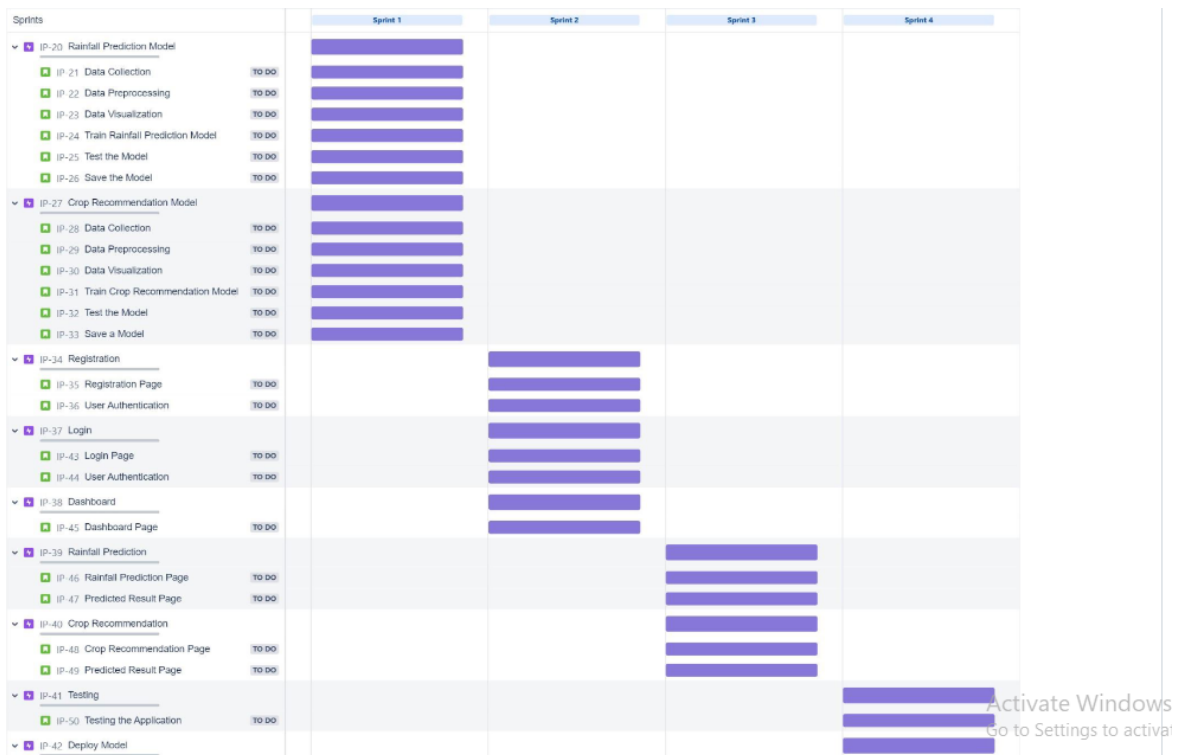 Sprints Sprint 1 Sprint 2 Sprint 3 Sprint 4
IP-20 Rainfall Prediction Model
IP-21 Data Collection TO DO
IP-22 Data Preprocessing TO DO
IP-23 Data Visualization TO DO
IP-24 Train Rainfall Prediction Model TO DO
IP-25 Test the Model TO DO
IP-26 Save the Model TO DO
IP-27 Crop Recommendation Model
IP-28 Data Collection TO DO
IP-29 Data Preprocessing TO DO
IP-30 Data Visualization TO DO
IP-31 Train Crop Recommendation Model TO DO
IP-32 Test the Model TO DO
IP-33 Save a Model TO DO
IP-34 Registration
IP-35 Registration Page TO DO
IP-36 User Authentication TO DO
IP-37 Login
IP-43 Login Page TO DO
IP-44 User Authentication TO DO
IP-38 Dashboard
IP-45 Dashboard Page TO DO
IP-39 Rainfall Prediction
IP-46 Rainfall Prediction Page TO DO
IP-47 Predicted Result Page TO DO
IP-40 Crop Recommendation
IP-48 Crop Recommendation Page TO DO
IP-49 Predicted Result Page TO DO
IP-41 Testing
Activate Windows
IP-50 Testing the Application TO DO
Go to Settings to activat
IP-42 Deploy Model